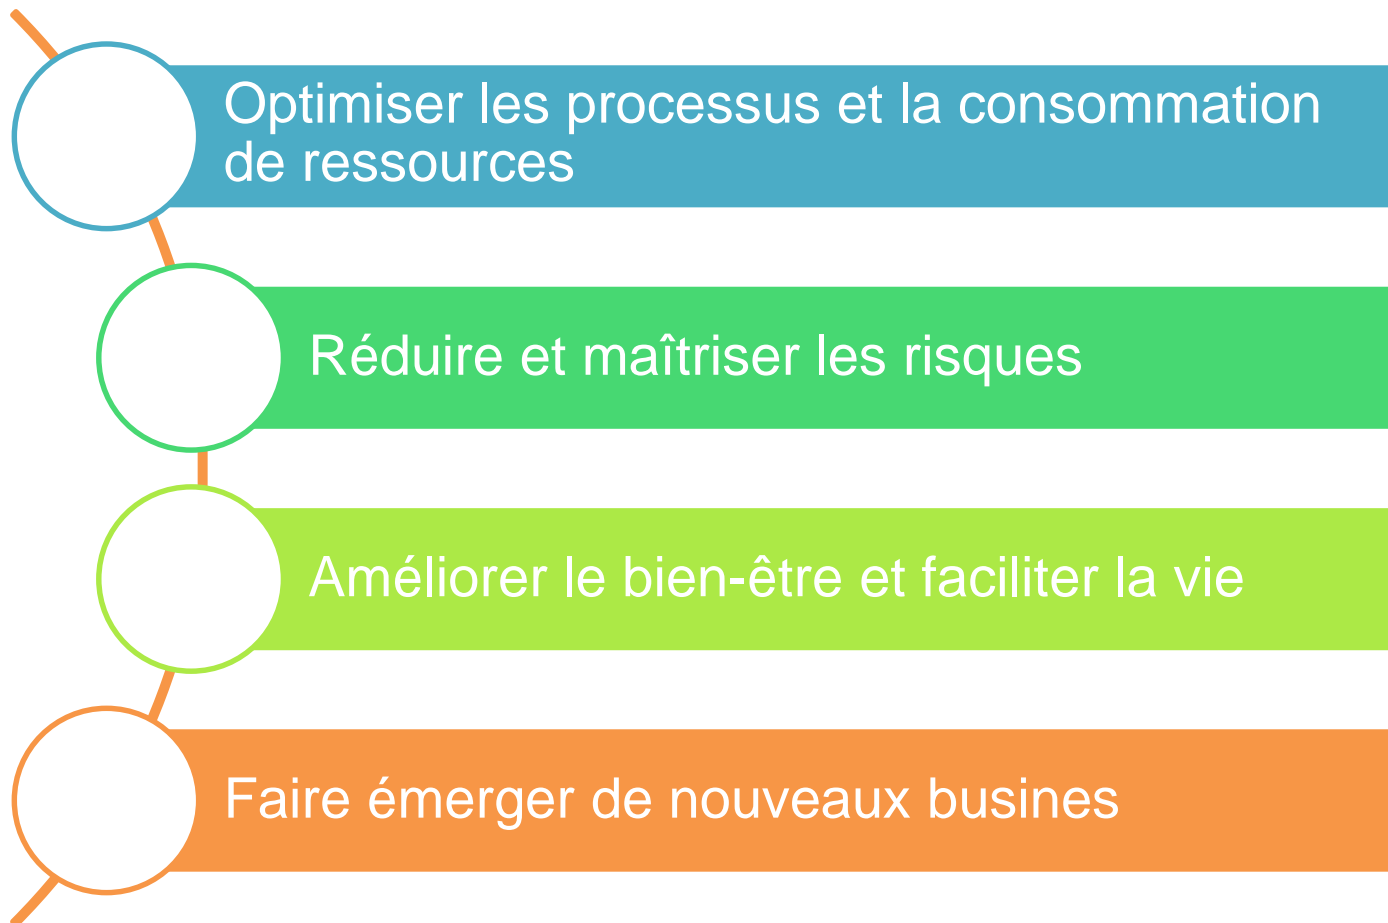 Optimiser les processus et la consommation
de ressources
Réduire et maîtriser les risques
Améliorer le bien-être et faciliter la vie
Faire émerger de nouveaux busines